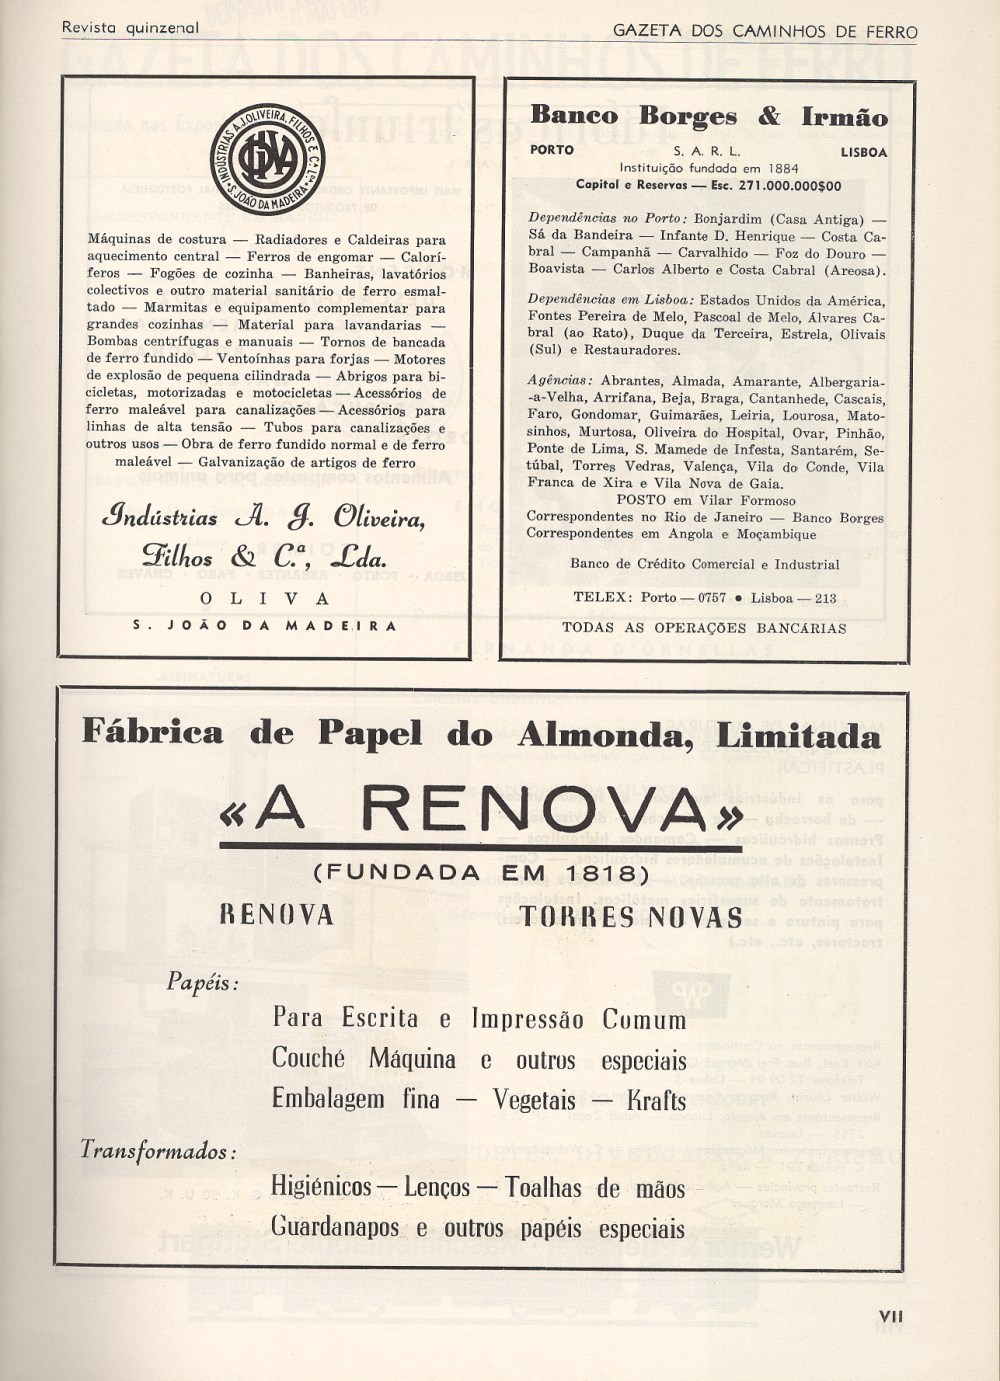 Revista quinzenal
GAZETA DOS CAMINHOS DE FERRO
INDÚSTRIAS A.J.OLIVEIRA, FILHOS & C.ª LDA.
S. JOÃO DA MADEIRA
Máquinas de costura — Radiadores e Caldeiras para
aquecimento central — Ferros de engomar — Calorí-
feros — Fogões de cozinha — Banheiras, lavatórios
colectivos e outro material sanitário de ferro esmal-
tado — Marmitas e equipamento complementar para
grandes cozinhas — Material para lavandarias —
Bombas centrífugas e manuais — Tornos de bancada
de ferro fundido — Ventoínhas para forjas — Motores
de explosão de pequena cilindrada — Abrigos para bi-
cicletas, motorizadas e motocicletas — Acessórios de
ferro maleável para canalizações — Acessórios para
linhas de alta tensão — Tubos para canalizações e
outros usos — Obra de ferro fundido normal e de ferro
maleável — Galvanização de artigos de ferro
Indústrias A. J. Oliveira,
Filhos & C.ª, Lda.
OLIVA
S. JOÃO DA MADEIRA
Banco Borges & Irmão
PORTO S. A. R. L. LISBOA
Instituição fundada em 1884
Capital e Reservas — Esc. 271.000.000$00
Dependências no Porto: Bonjardim (Casa Antiga) —
Sá da Bandeira — Infante D. Henrique — Costa Ca-
bral — Campanhã — Carvalhido — Foz do Douro —
Boavista — Carlos Alberto e Costa Cabral (Areosa).
Dependências em Lisboa: Estados Unidos da América,
Fontes Pereira de Melo, Pascoal de Melo, Álvares Ca-
bral (ao Rato), Duque da Terceira, Estrela, Olivais
(Sul) e Restauradores.
Agências: Abrantes, Almada, Amarante, Albergaria-
-a-Velha, Arrifana, Beja, Braga, Cantanhede, Cascais,
Faro, Gondomar, Guimarães, Leiria, Lourosa, Mato-
sinhos, Murtosa, Oliveira do Hospital, Ovar, Pinhão,
Ponte de Lima, S. Mamede de Infesta, Santarém, Se-
túbal, Torres Vedras, Valença, Vila do Conde, Vila
Franca de Xira e Vila Nova de Gaia.
POSTO em Vilar Formoso
Correspondentes no Rio de Janeiro — Banco Borges
Correspondentes em Angola e Moçambique
Banco de Crédito Comercial e Industrial
TELEX: Porto — 0757 • Lisboa — 213
TODAS AS OPERAÇÕES BANCÁRIAS
Fábrica de Papel do Almonda, Limitada
«A RENOVA»
(FUNDADA EM 1818)
RENOVA TORRES NOVAS
Papéis:
Para Escrita e Impressão Comum
Couché Máquina e outros especiais
Embalagem fina — Vegetais — Krafts
Transformados:
Higiénicos — Lenços — Toalhas de mãos
Guardanapos e outros papéis especiais
VII